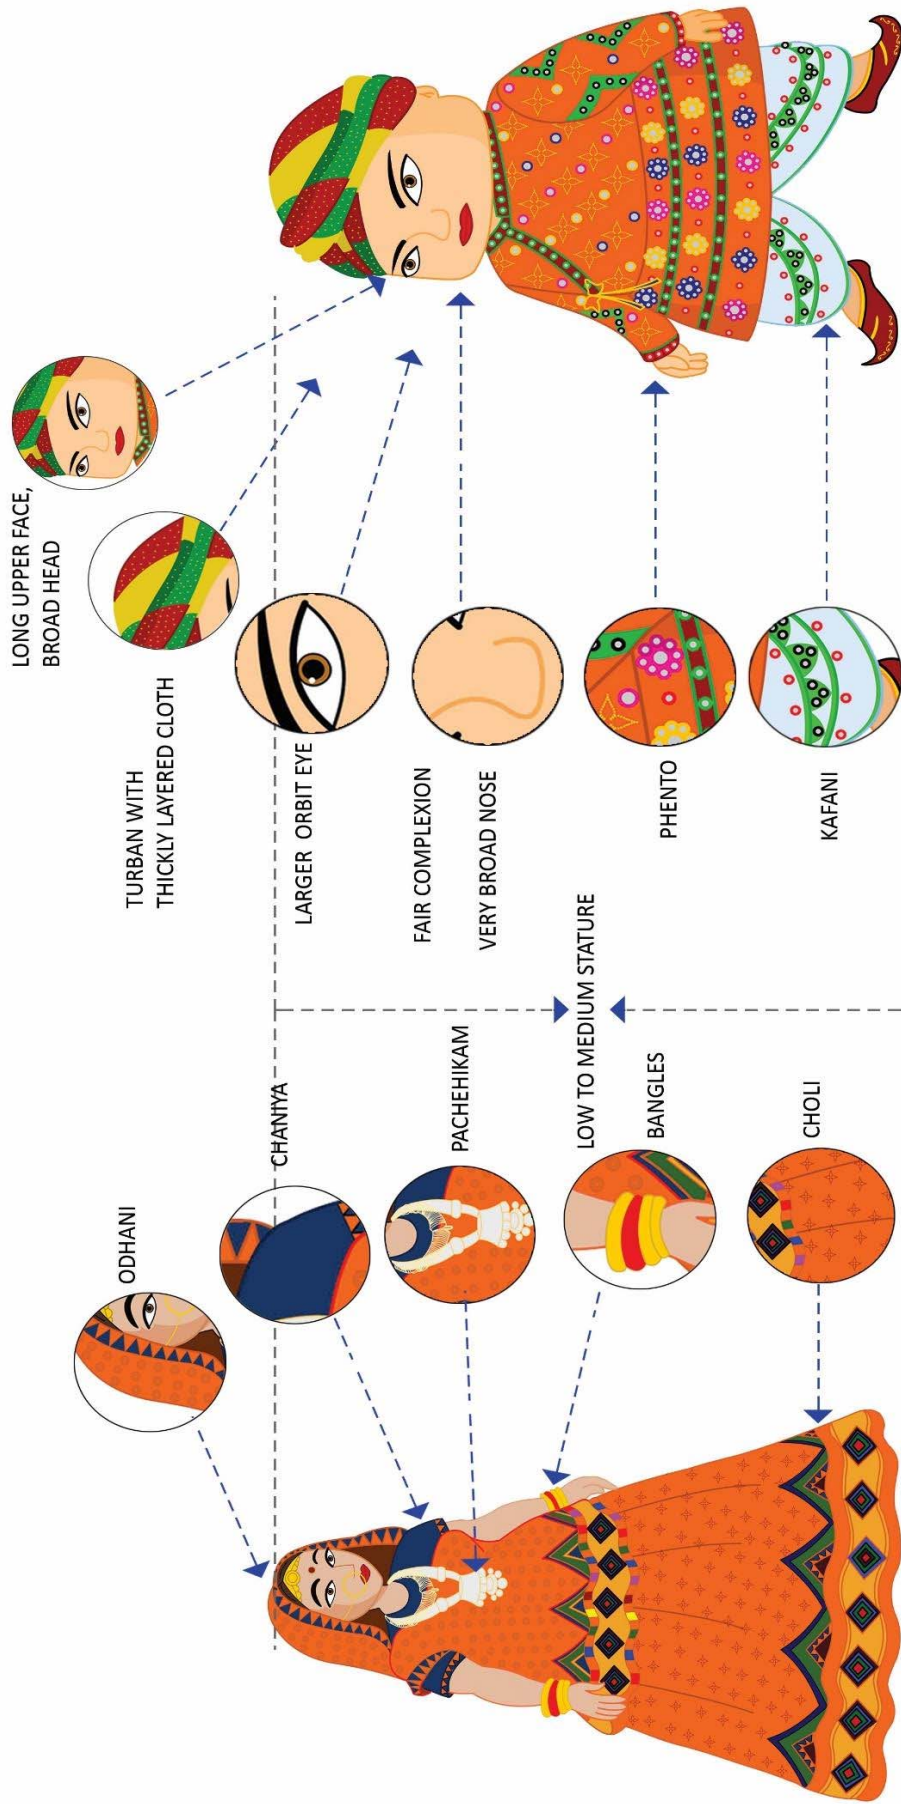 LONG UPPER FACE,
BROAD HEAD
TURBAN WITH
THICKLY LAYERED CLOTH
LARGER ORBIT EYE
FAIR COMPLEXION
VERY BROAD NOSE
PHENTO
KAFANI
LOW TO MEDIUM STATURE
ODHANI
CHANIYA
PACHEHIKAM
BANGLES
CHOLI